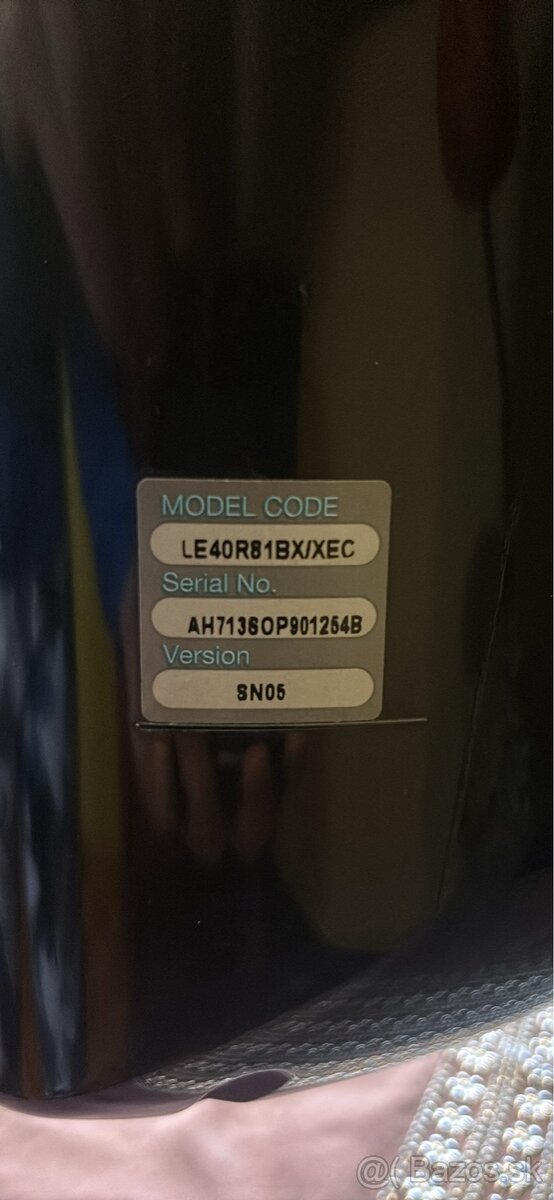 MODEL CODE
LE40R81BX/XEC
Serial No.
AH713SOP901254B
Version
SN05
@( Bazos.sk